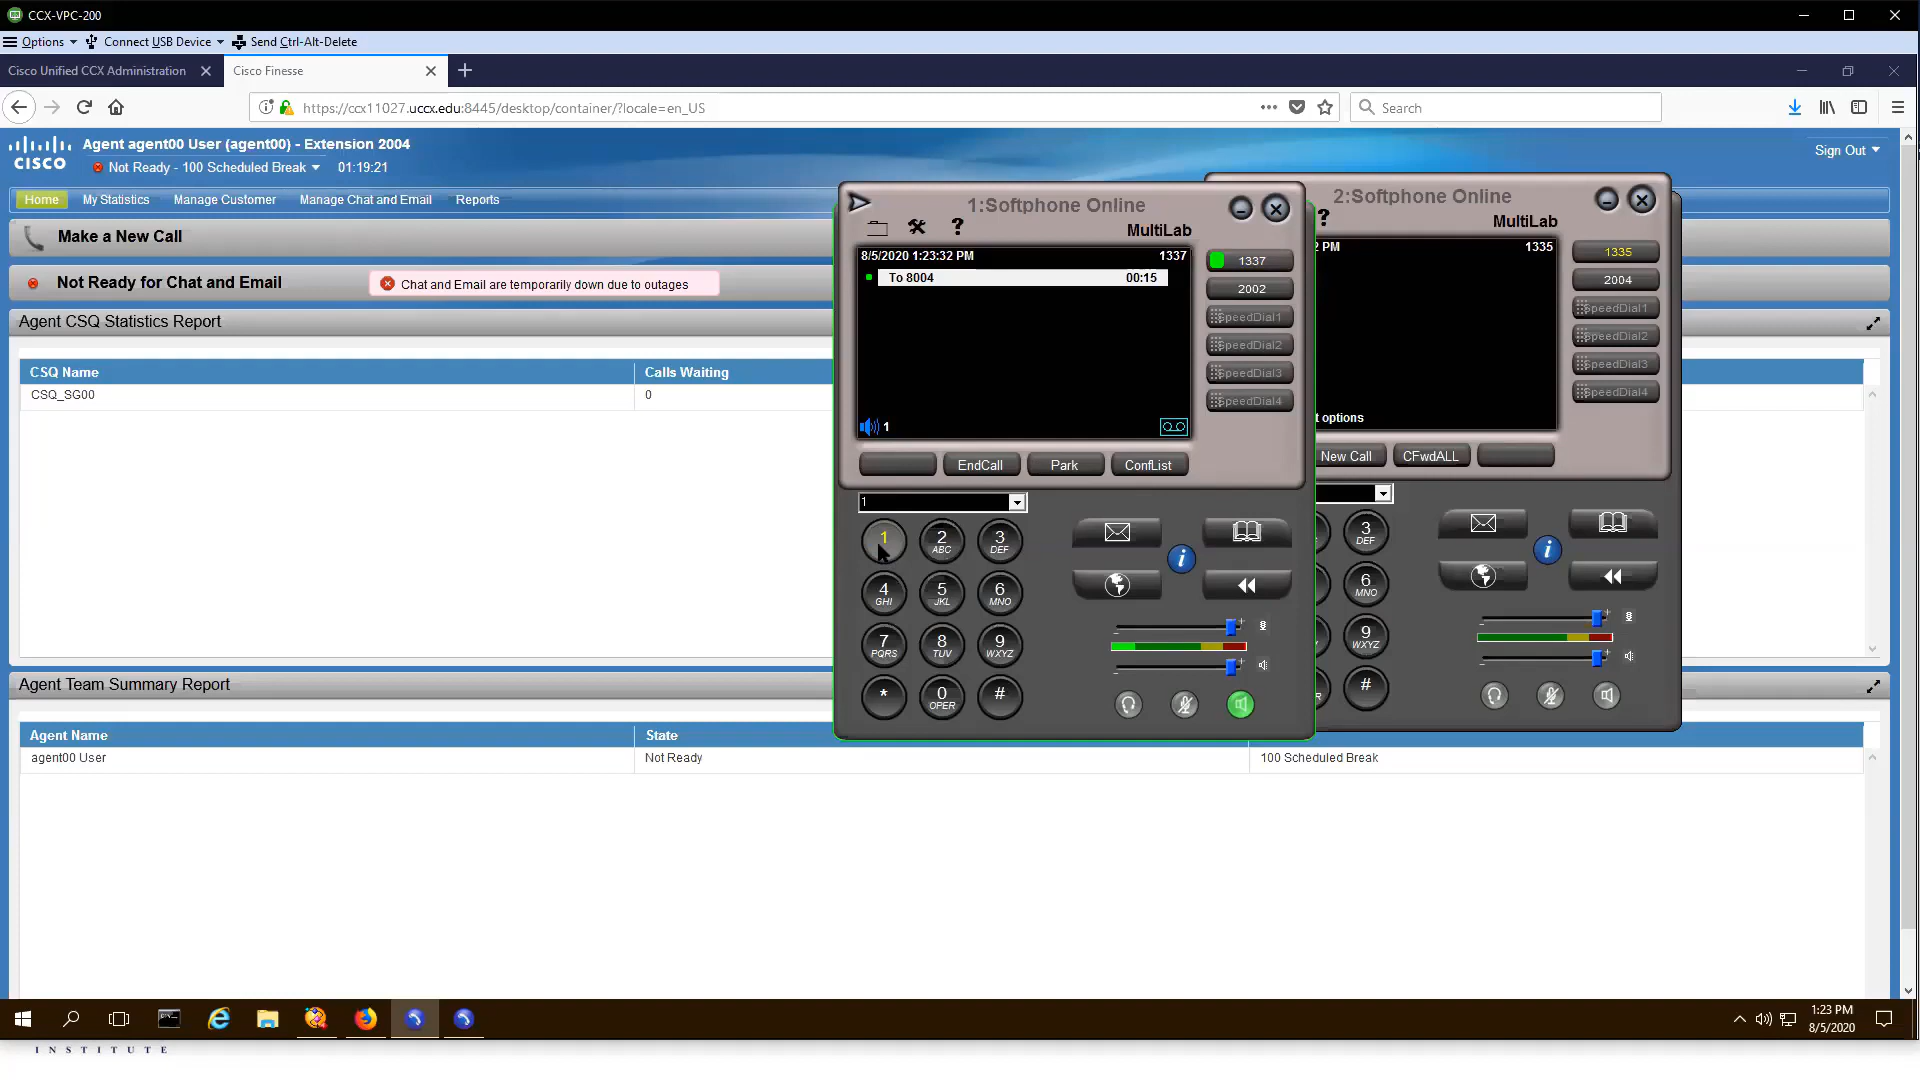 CCX-VPC-200
Options
Connect USB Device
Send Ctrl-Alt-Delete
Cisco Unified CCX Administration
Cisco Finesse
https://ccx11027.uccx.edu:8445/desktop/container/?locale=en_US
Search
CISCO
Agent agent00 User (agent00) - Extension 2004
Not Ready - 100 Scheduled Break
01:19:21
Sign Out
Home
My Statistics
Manage Customer
Manage Chat and Email
Reports
Make a New Call
Not Ready for Chat and Email
Chat and Email are temporarily down due to outages
Agent CSQ Statistics Report
CSQ Name
Calls Waiting
CSQ_SG00
0
Agent Team Summary Report
Agent Name
State
agent00 User
Not Ready
100 Scheduled Break
1:Softphone Online
?
MultiLab
8/5/2020 1:23:32 PM
1337
To 8004
00:15
1
1337
2002
SpeedDial1
SpeedDial2
SpeedDial3
SpeedDial4
EndCall
Park
ConfList
1
1
2 ABC
3 DEF
4 GHI
5 JKL
6 MNO
7 PQRS
8 TUV
9 WXYZ
*
0 OPER
#
i
2:Softphone Online
?
MultiLab
2 PM
1335
t options
1335
2004
SpeedDial1
SpeedDial2
SpeedDial3
SpeedDial4
New Call
CFwdALL
3 DEF
6 MNO
9 WXYZ
#
i
1:23 PM
8/5/2020
INSTITUTE